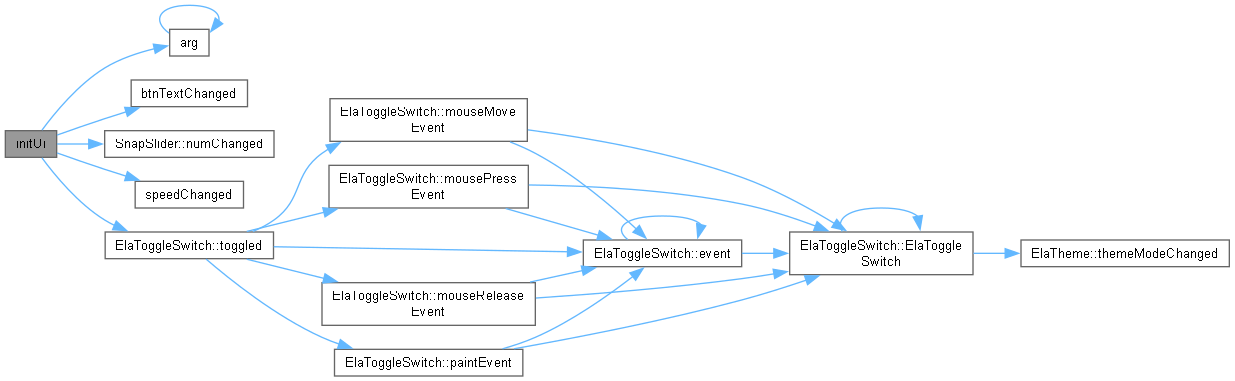 arg
btnTextChanged
initUi
SnapSlider::numChanged
speedChanged
ElaToggleSwitch::toggled
ElaToggleSwitch::mouseMove
Event
ElaToggleSwitch::mousePress
Event
ElaToggleSwitch::event
ElaToggleSwitch::mouseRelease
Event
ElaToggleSwitch::paintEvent
ElaToggleSwitch::ElaToggle
Switch
ElaTheme::themeModeChanged